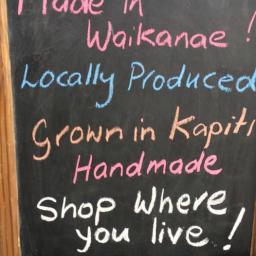 Made in
Waikanae!
Locally Produced
Grown in Kapiti
Handmade
Shop Where
you live!